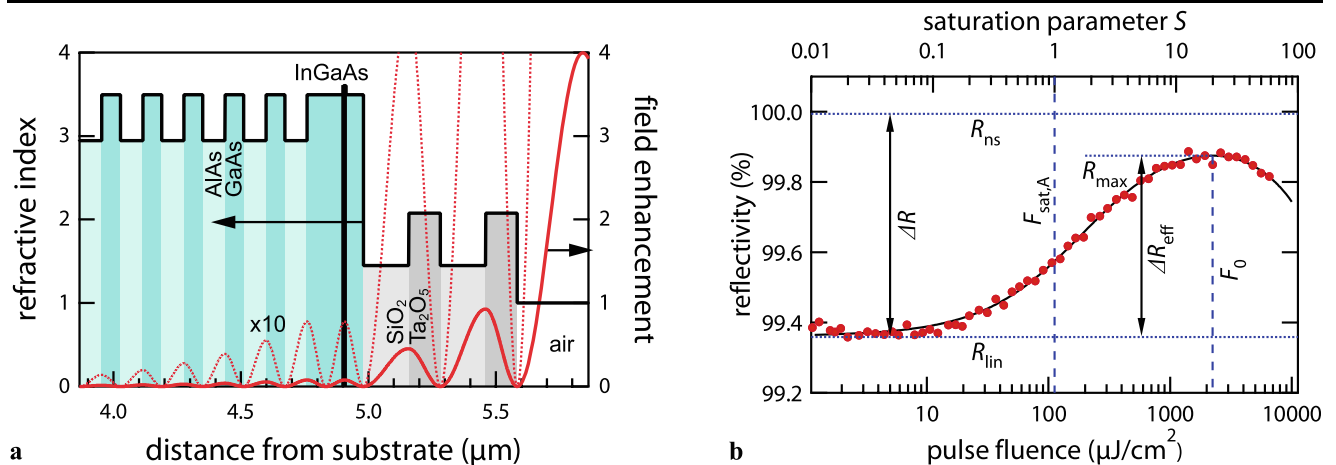 4
3
2
1
0
refractive index
InGaAs
AlAs
GaAs
x10
SiO2
Ta2O5
air
4
3
2
1
0
field enhancement
4.0
4.5
5.0
5.5
distance from substrate (μm)
a
saturation parameter S
0.01
0.1
1
10
100
100.0
99.8
99.6
99.4
99.2
reflectivity (%)
Rns
ΔR
Fsat,A
Rmax
ΔReff
F0
Rlin
10
100
1000
10000
pulse fluence (μJ/cm²)
b